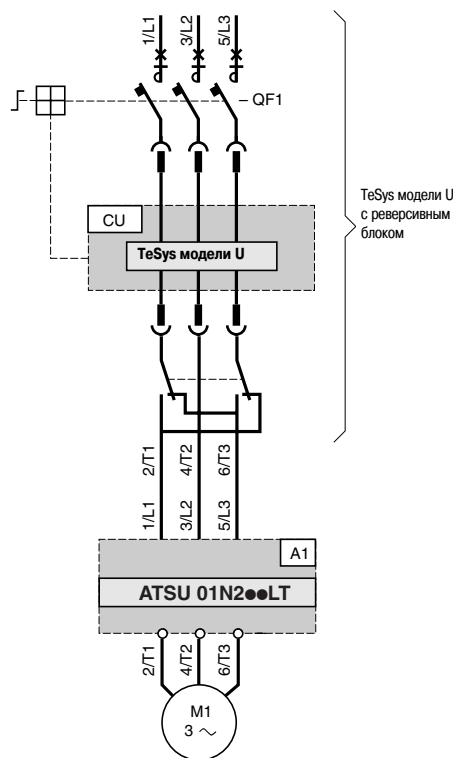 1/L1
3/L2
5/L3
QF1
CU
TeSys модели U
TeSys модели U
с реверсивным
блоком
2/T1
4/T2
6/T3
1/L1
3/L2
5/L3
A1
ATSU 01N2●●LT
2/T1
4/T2
6/T3
M1
3 ∼